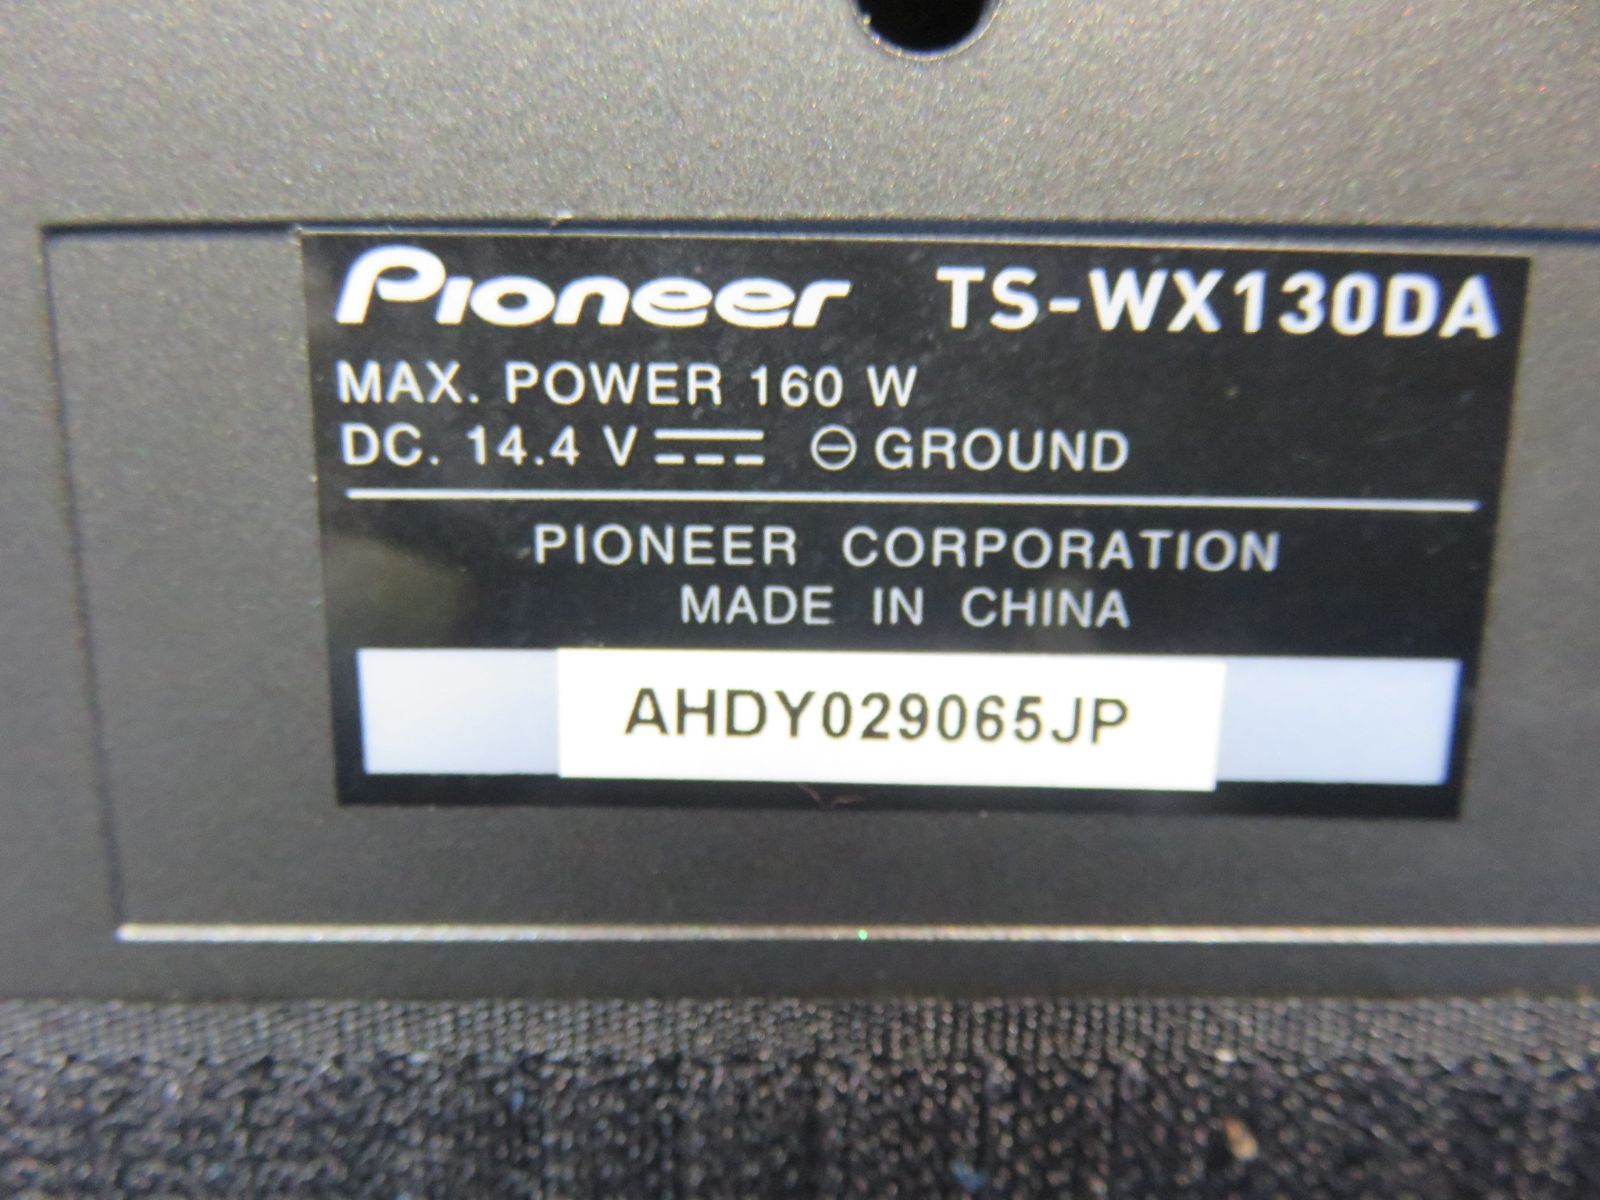 Pioneer TS-WX130DA
MAX. POWER 160 W
DC. 14.4 V ⎓ ⊖ GROUND
PIONEER CORPORATION
MADE IN CHINA
AHDY029065JP